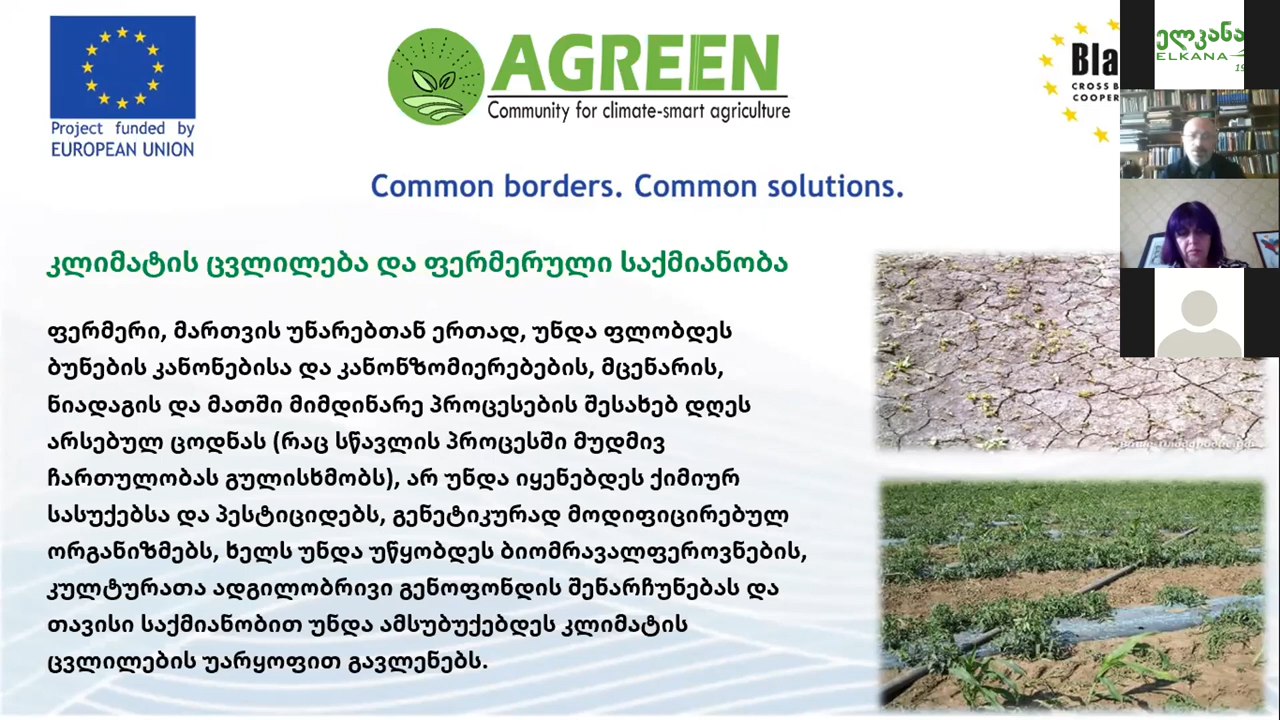 Project funded by
EUROPEAN UNION
AGREEN
Community for climate-smart agriculture
Common borders. Common solutions.
ელკანა
ELKANA
კლიმატის ცვლილება და ფერმერული საქმიანობა
ფერმერი, მართვის უნარებთან ერთად, უნდა ფლობდეს
ბუნების კანონებისა და კანონზომიერებების, მცენარის,
ნიადაგის და მათში მიმდინარე პროცესების შესახებ დღეს
არსებულ ცოდნას (რაც სწავლის პროცესში მუდმივ
ჩართულობას გულისხმობს), არ უნდა იყენებდეს ქიმიურ
სასუქებსა და პესტიციდებს, გენეტიკურად მოდიფიცირებულ
ორგანიზმებს, ხელს უნდა უწყობდეს ბიომრავალფეროვნების,
კულტურათა ადგილობრივი გენოფონდის შენარჩუნებას და
თავისი საქმიანობით უნდა ამსუბუქებდეს კლიმატის
ცვლილების უარყოფით გავლენებს.